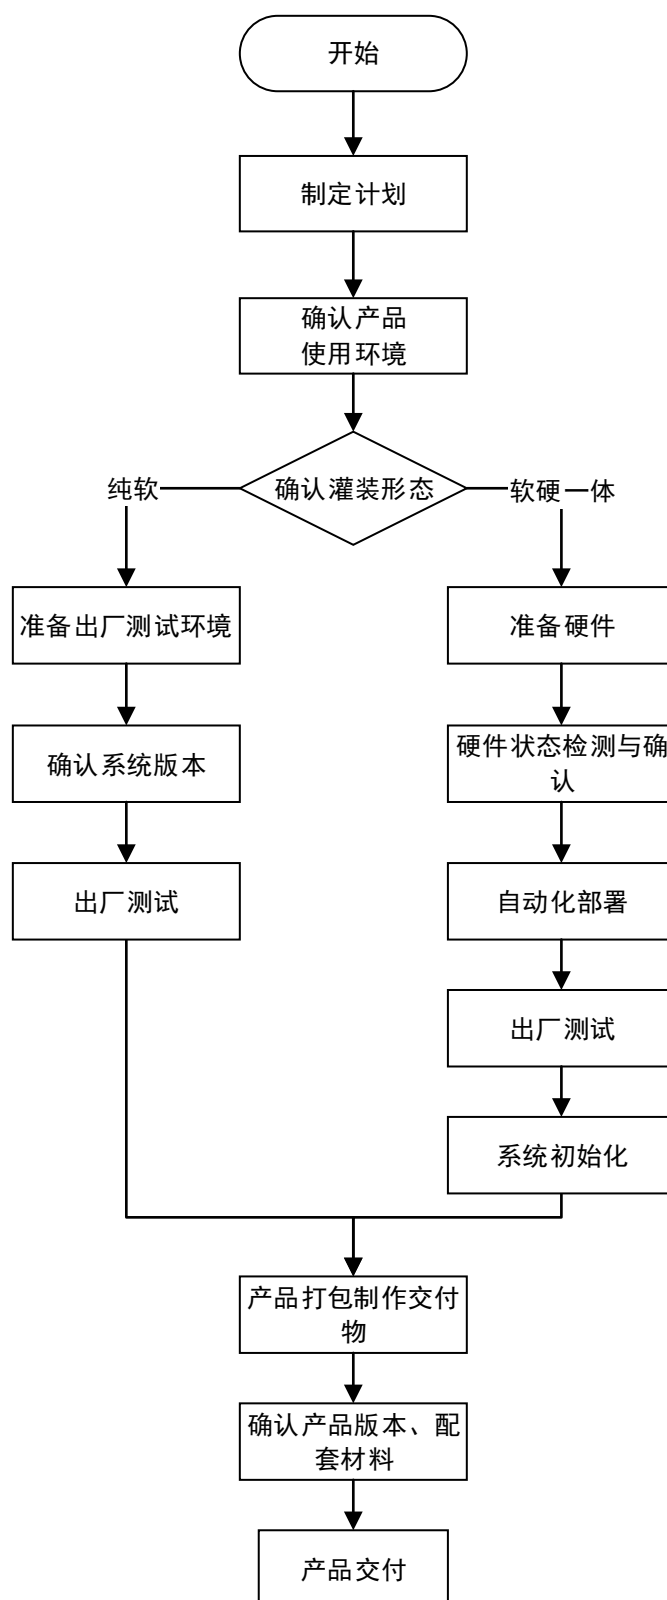 开始
制定计划
确认产品
使用环境
纯软
确认灌装形态
软硬一体
准备出厂测试环境
准备硬件
确认系统版本
硬件状态检测与确
认
出厂测试
自动化部署
出厂测试
系统初始化
产品打包制作交付
物
确认产品版本、配
套材料
产品交付